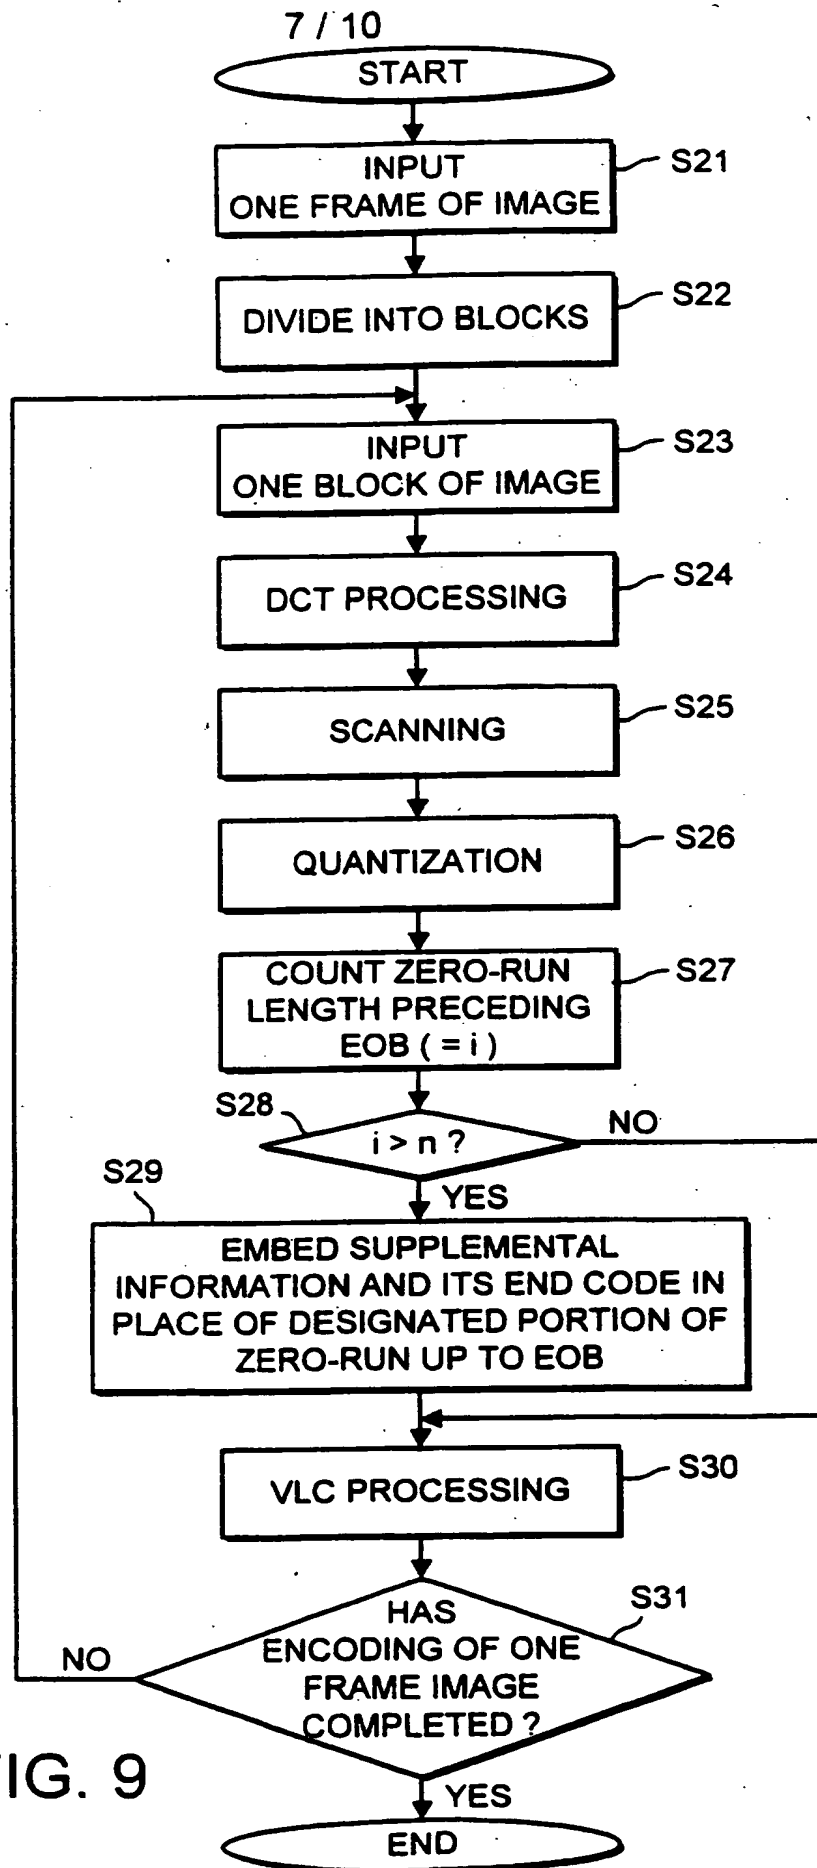 7 / 10
START
INPUT
ONE FRAME OF IMAGE
S21
DIVIDE INTO BLOCKS
S22
INPUT
ONE BLOCK OF IMAGE
S23
DCT PROCESSING
S24
SCANNING
S25
QUANTIZATION
S26
COUNT ZERO-RUN
LENGTH PRECEDING
EOB ( = i )
S27
S28
i > n ?
NO
YES
S29
EMBED SUPPLEMENTAL
INFORMATION AND ITS END CODE IN
PLACE OF DESIGNATED PORTION OF
ZERO-RUN UP TO EOB
VLC PROCESSING
S30
HAS
ENCODING OF ONE
FRAME IMAGE
COMPLETED ?
S31
NO
YES
END
FIG. 9